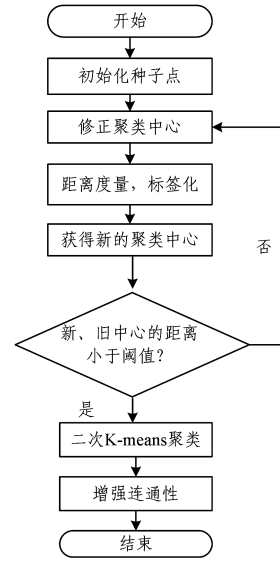 开始
初始化种子点
修正聚类中心
距离度量，标签化
获得新的聚类中心
否
新、旧中心的距离
小于阈值？
是
二次K-means聚类
增强连通性
结束